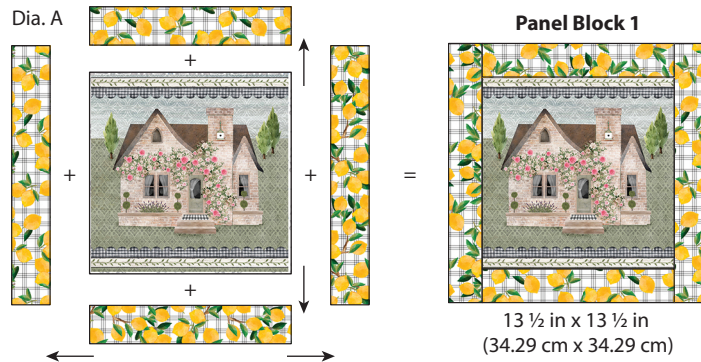 Dia. A
Panel Block 1
+
+
+
=
+
13 ½ in x 13 ½ in
(34.29 cm x 34.29 cm)